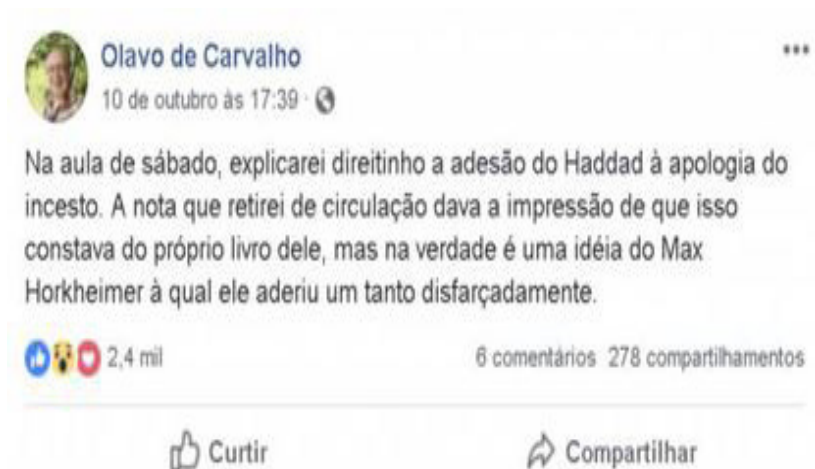 Olavo de Carvalho
10 de outubro às 17:39
Na aula de sábado, explicarei direitinho a adesão do Haddad à apologia do
incesto. A nota que retirei de circulação dava a impressão de que isso
constava do próprio livro dele, mas na verdade é uma idéia do Max
Horkheimer à qual ele aderiu um tanto disfarçadamente.
2,4 mil 6 comentários 278 compartilhamentos
Curtir Compartilhar